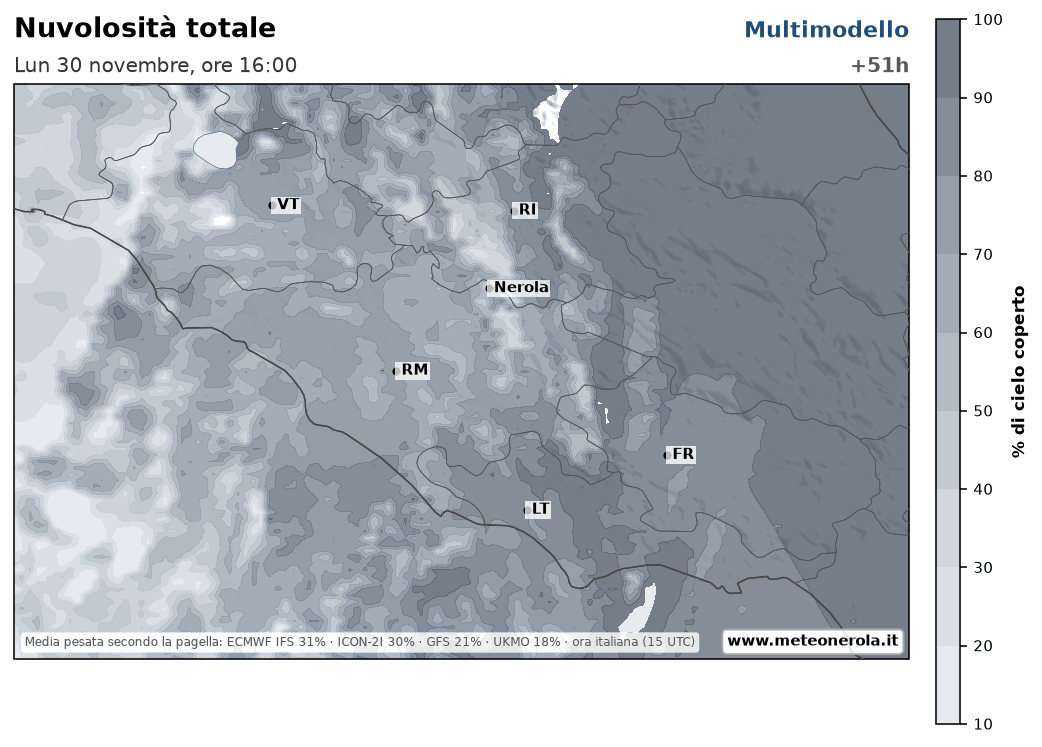 Nuvolosità totale
Multimodello
Lun 30 novembre, ore 16:00
+51h
100
90
80
70
60
50
40
30
20
10
% di cielo coperto
VT
RI
Nerola
RM
FR
LT
Media pesata secondo la pagella: ECMWF IFS 31% · ICON-2I 30% · GFS 21% · UKMO 18% · ora italiana (15 UTC)
www.meteonerola.it